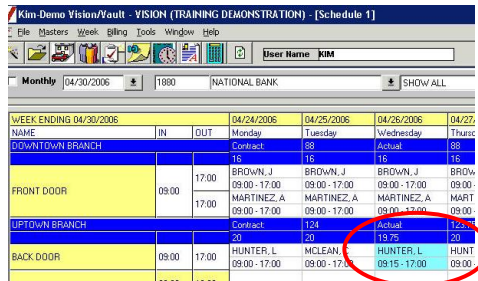 Kim-Demo Vision/Vault - VISION (TRAINING DEMONSTRATION) - [Schedule 1]
File Masters Week Billing Tools Window Help
User Name KIM
Monthly 04/30/2006 1880 NATIONAL BANK SHOW ALL
WEEK ENDING 04/30/2006 04/24/2006 04/25/2006 04/26/2006 04/27/
NAME IN OUT Monday Tuesday Wednesday Thursd
DOWNTOWN BRANCH Contract: 88 Actual: 88
16 16 16 16
FRONT DOOR 09:00 17:00 BROWN, J BROWN, J BROWN, J BROW
09:00 - 17:00 09:00 - 17:00 09:00 - 17:00 09:00 -
17:00 MARTINEZ, A MARTINEZ, A MARTINEZ, A MART
09:00 - 17:00 09:00 - 17:00 09:00 - 17:00 09:00
UPTOWN BRANCH Contract: 124 Actual: 123.75
20 20 19.75 20
BACK DOOR 09:00 17:00 HUNTER, L MCLEAN, C HUNTER, L HUNT
09:00 - 17:00 09:00 - 17:00 09:15 - 17:00 09:00 -